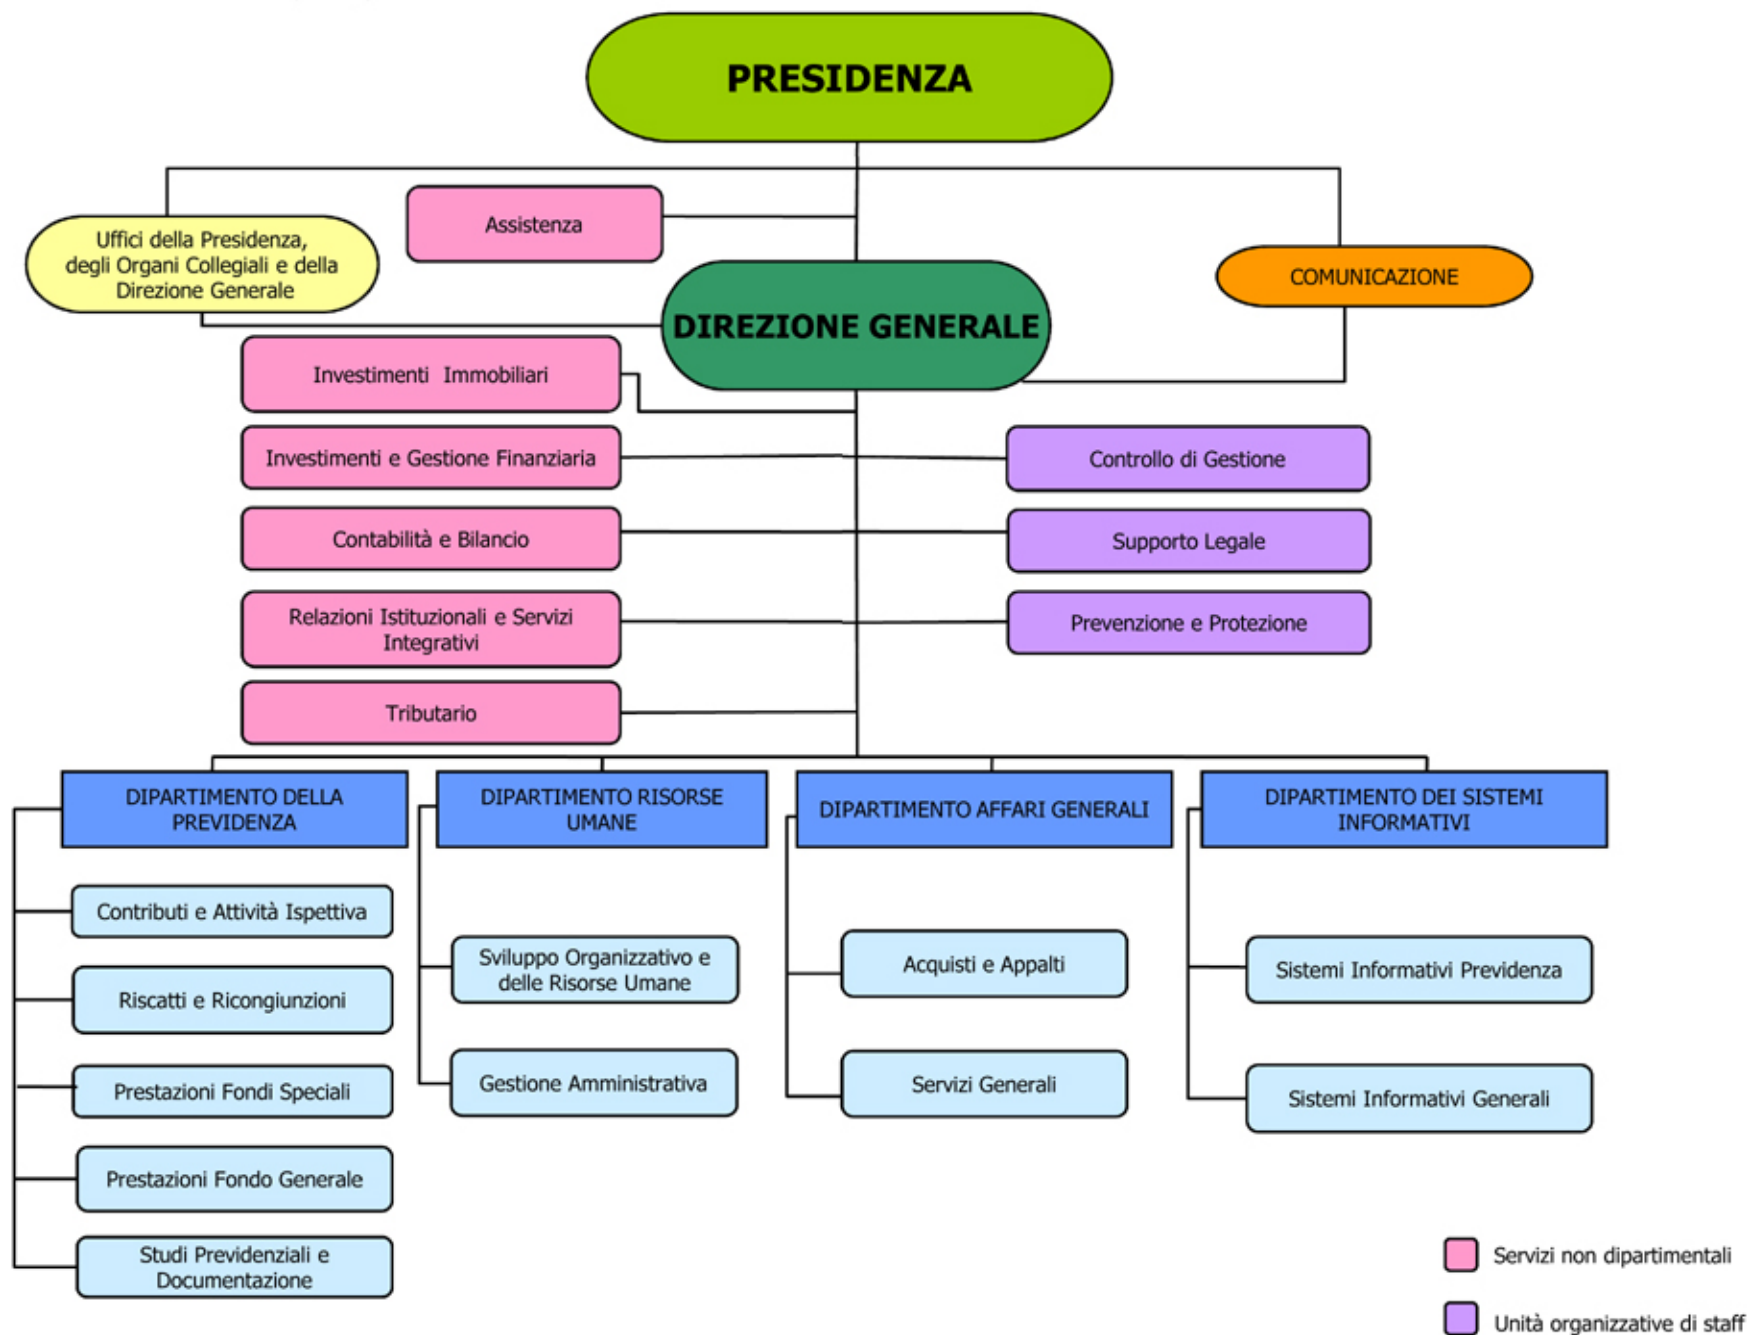 PRESIDENZA
Assistenza
Uffici della Presidenza,
degli Organi Collegiali e della
Direzione Generale
COMUNICAZIONE
DIREZIONE GENERALE
Investimenti Immobiliari
Investimenti e Gestione Finanziaria
Controllo di Gestione
Contabilità e Bilancio
Supporto Legale
Relazioni Istituzionali e Servizi
Integrativi
Prevenzione e Protezione
Tributario
DIPARTIMENTO DELLA
PREVIDENZA
DIPARTIMENTO RISORSE
UMANE
DIPARTIMENTO AFFARI GENERALI
DIPARTIMENTO DEI SISTEMI
INFORMATIVI
Contributi e Attività Ispettiva
Riscatti e Ricongiunzioni
Prestazioni Fondi Speciali
Prestazioni Fondo Generale
Studi Previdenziali e
Documentazione
Sviluppo Organizzativo e
delle Risorse Umane
Gestione Amministrativa
Acquisti e Appalti
Servizi Generali
Sistemi Informativi Previdenza
Sistemi Informativi Generali
Servizi non dipartimentali
Unità organizzative di staff